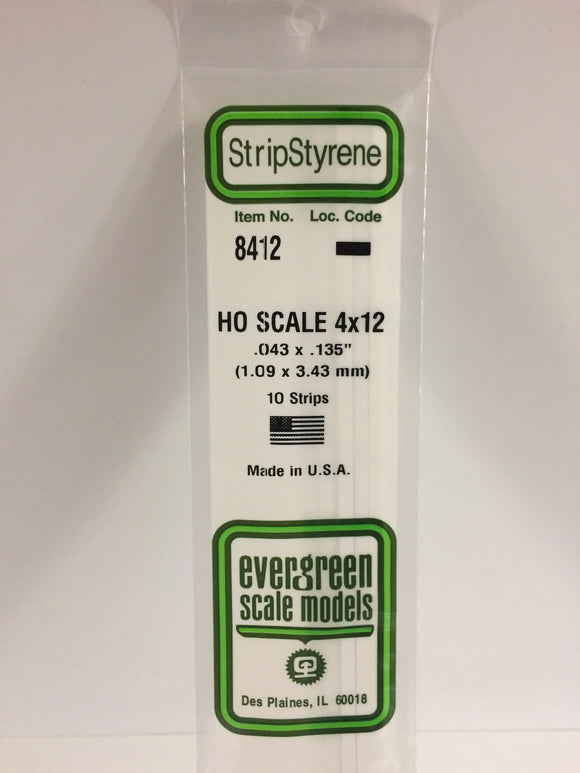 StripStyrene
Item No. Loc. Code
8412
HO SCALE 4x12
.043 x .135"
(1.09 x 3.43 mm)
10 Strips
Made in U.S.A.
evergreen
scale models
Des Plaines, IL 60018